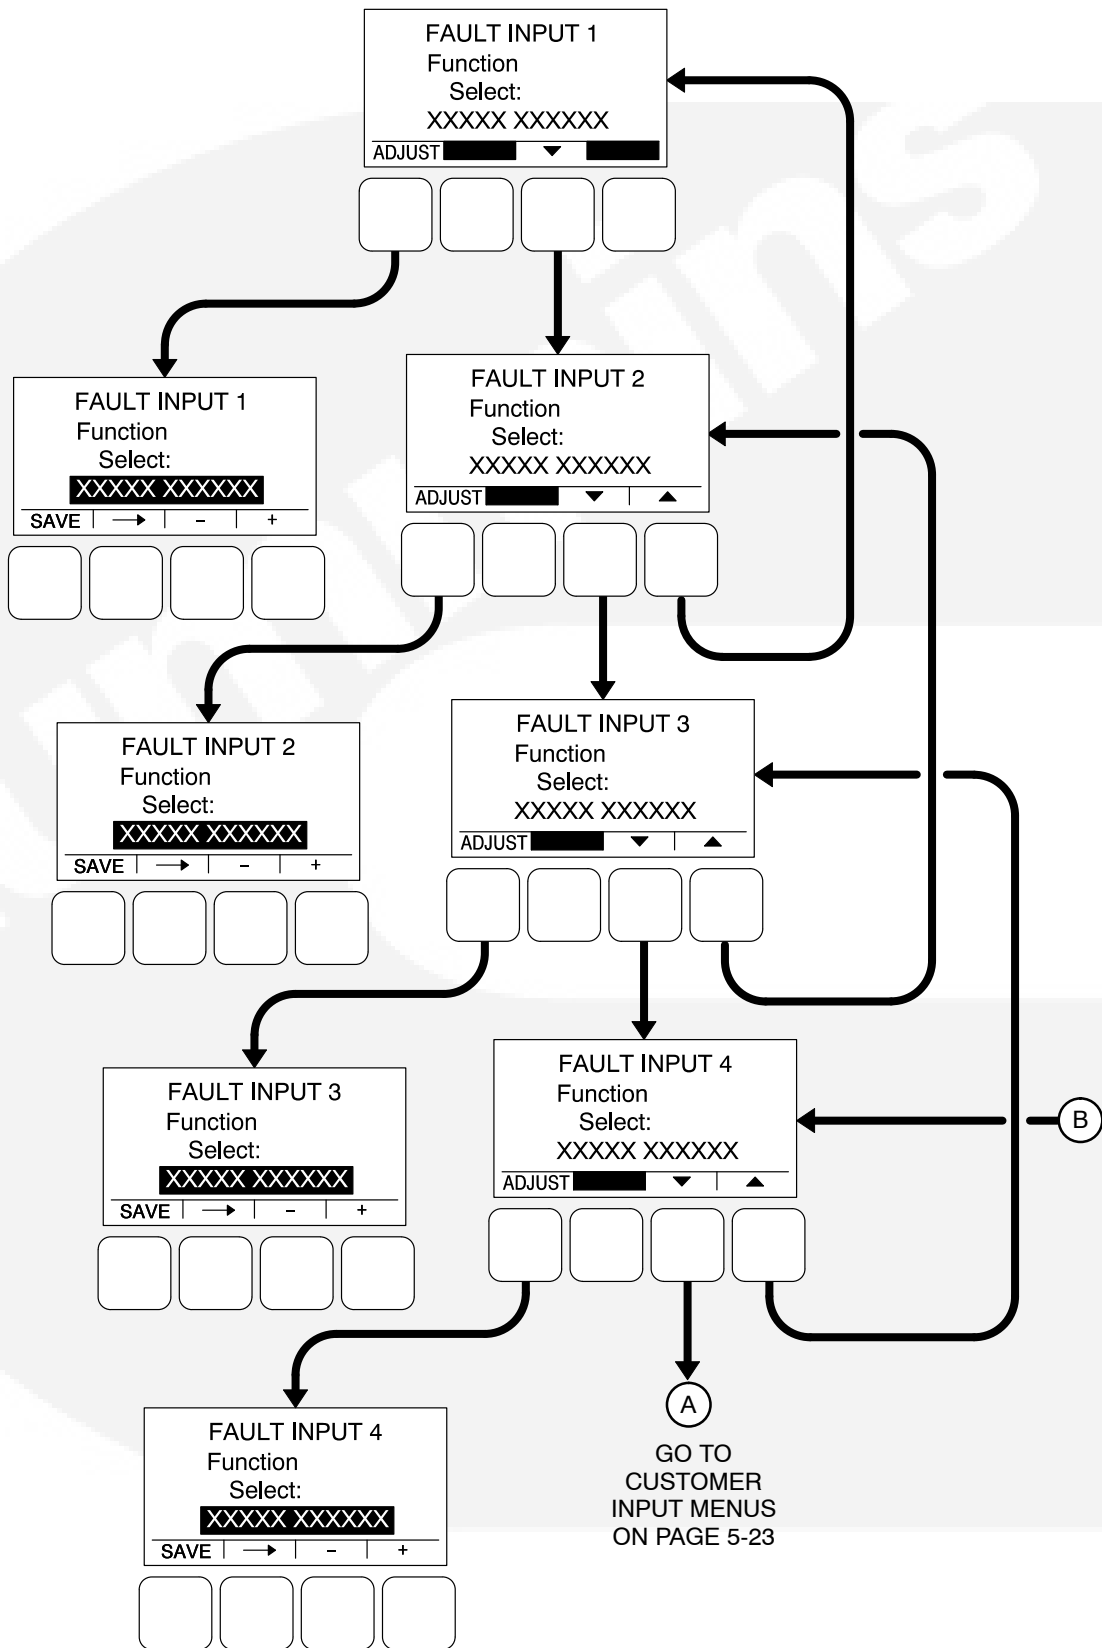 FAULT INPUT 1
Function
Select:
XXXXX XXXXXX
ADJUST
FAULT INPUT 1
Function
Select:
XXXXX XXXXXX
SAVE → - +
FAULT INPUT 2
Function
Select:
XXXXX XXXXXX
ADJUST
FAULT INPUT 2
Function
Select:
XXXXX XXXXXX
SAVE → - +
FAULT INPUT 3
Function
Select:
XXXXX XXXXXX
ADJUST
FAULT INPUT 3
Function
Select:
XXXXX XXXXXX
SAVE → - +
FAULT INPUT 4
Function
Select:
XXXXX XXXXXX
ADJUST
B
FAULT INPUT 4
Function
Select:
XXXXX XXXXXX
SAVE → - +
A
GO TO
CUSTOMER
INPUT MENUS
ON PAGE 5-23